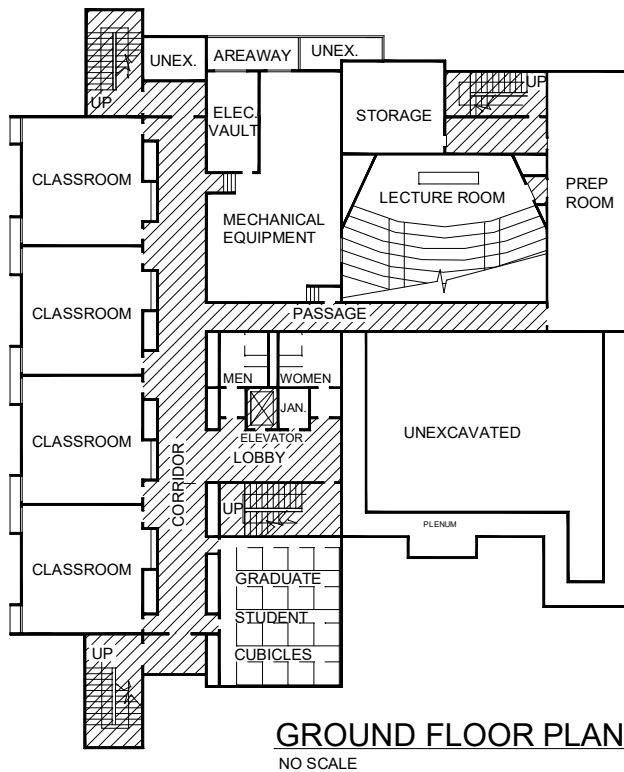 UNEX.
AREAWAY
UNEX.
UP
UP
ELEC.
VAULT
STORAGE
CLASSROOM
LECTURE ROOM
PREP
ROOM
MECHANICAL
EQUIPMENT
CLASSROOM
PASSAGE
MEN
WOMEN
JAN.
CLASSROOM
ELEVATOR
LOBBY
UNEXCAVATED
CORRIDOR
UP
PLENUM
CLASSROOM
GRADUATE
STUDENT
CUBICLES
UP
GROUND FLOOR PLAN
NO SCALE